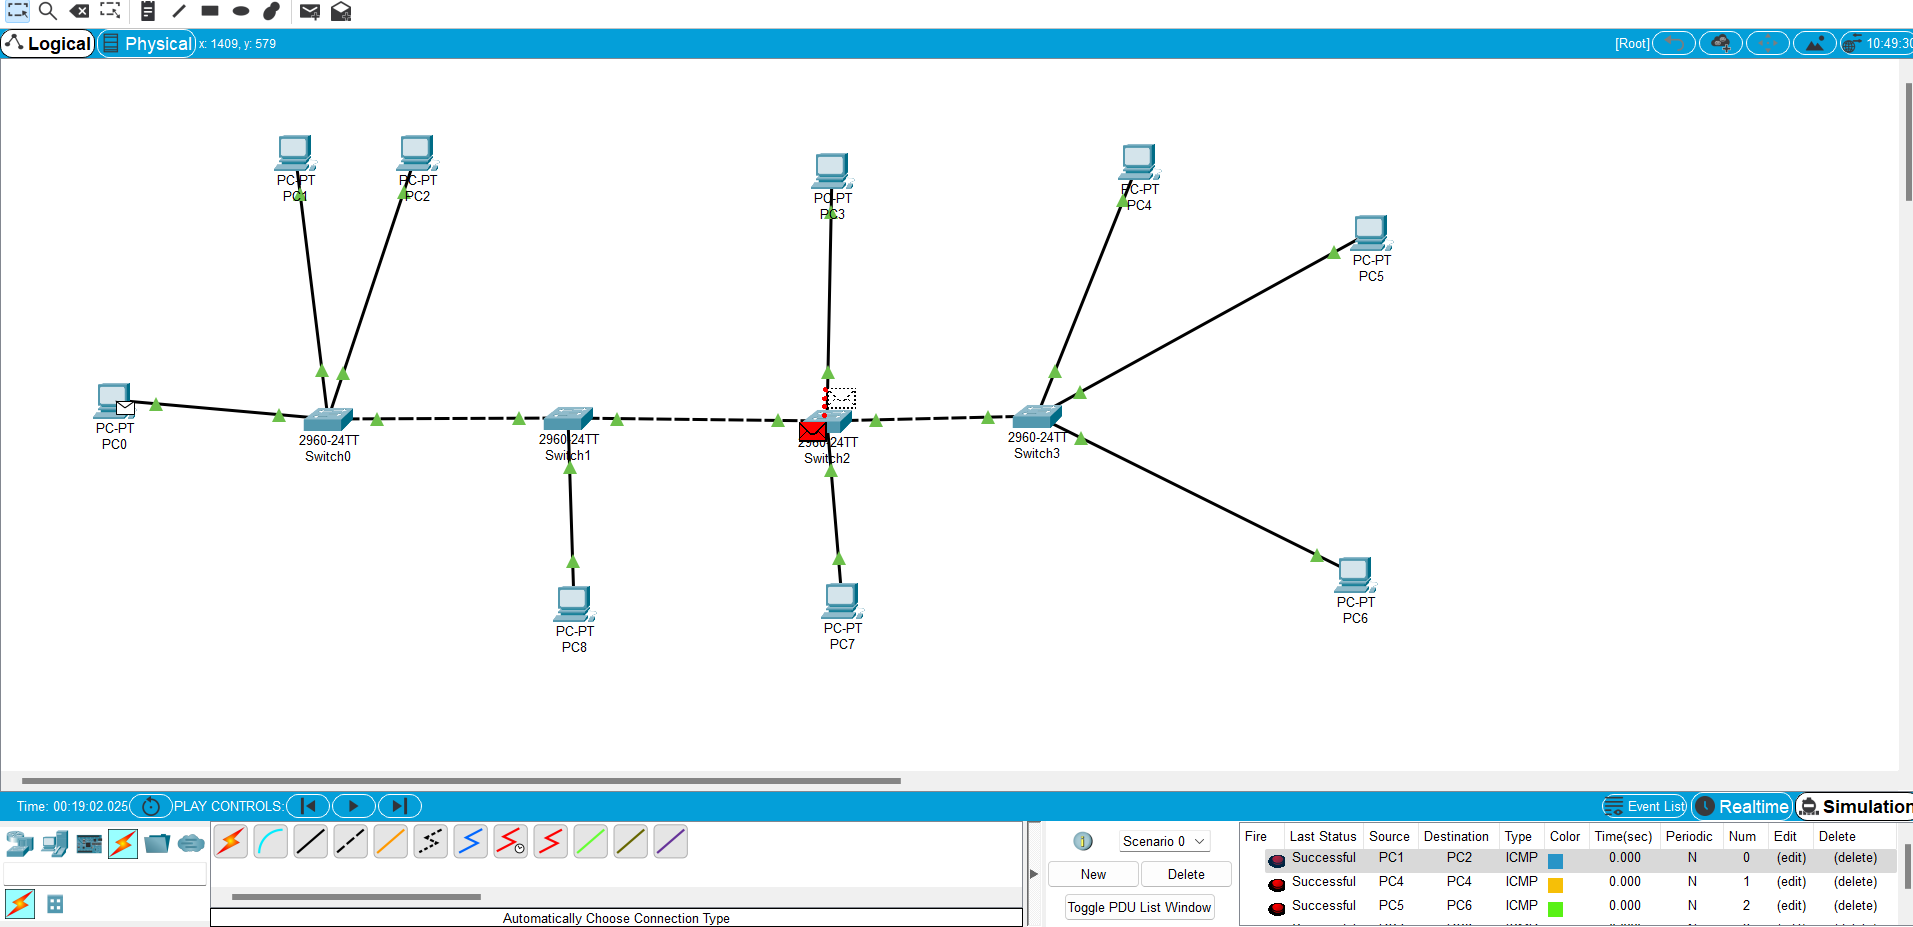 Logical Physical x: 1409, y: 579 [Root] 10:49:30
PC-PT
PC1
PC-PT
PC2
PC-PT
PC3
PC-PT
PC4
PC-PT
PC5
PC-PT
PC0
2960-24TT
Switch0
2960-24TT
Switch1
2960-24TT
Switch2
2960-24TT
Switch3
PC-PT
PC8
PC-PT
PC7
PC-PT
PC6
Time: 00:19:02.025 PLAY CONTROLS: Event List Realtime Simulation
Scenario 0
New Delete
Toggle PDU List Window
Fire Last Status Source Destination Type Color Time(sec) Periodic Num Edit Delete
Successful PC1 PC2 ICMP 0.000 N 0 (edit) (delete)
Successful PC4 PC4 ICMP 0.000 N 1 (edit) (delete)
Successful PC5 PC6 ICMP 0.000 N 2 (edit) (delete)
Automatically Choose Connection Type